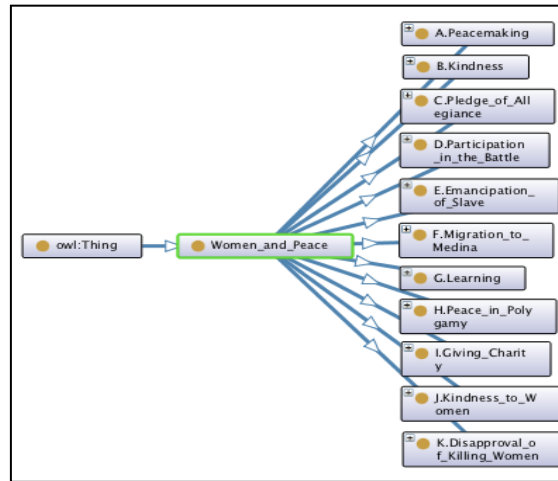 owl:Thing
Women_and_Peace
A.Peacemaking
B.Kindness
C.Pledge_of_All
egiance
D.Participation
_in_the_Battle
E.Emancipation_
of_Slave
F.Migration_to_
Medina
G.Learning
H.Peace_in_Poly
gamy
I.Giving_Charit
y
J.Kindness_to_W
omen
K.Disapproval_o
f_Killing_Women